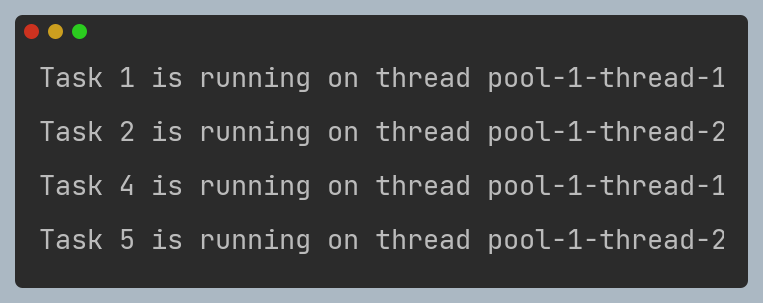 Task 1 is running on thread pool-1-thread-1
Task 2 is running on thread pool-1-thread-2
Task 4 is running on thread pool-1-thread-1
Task 5 is running on thread pool-1-thread-2